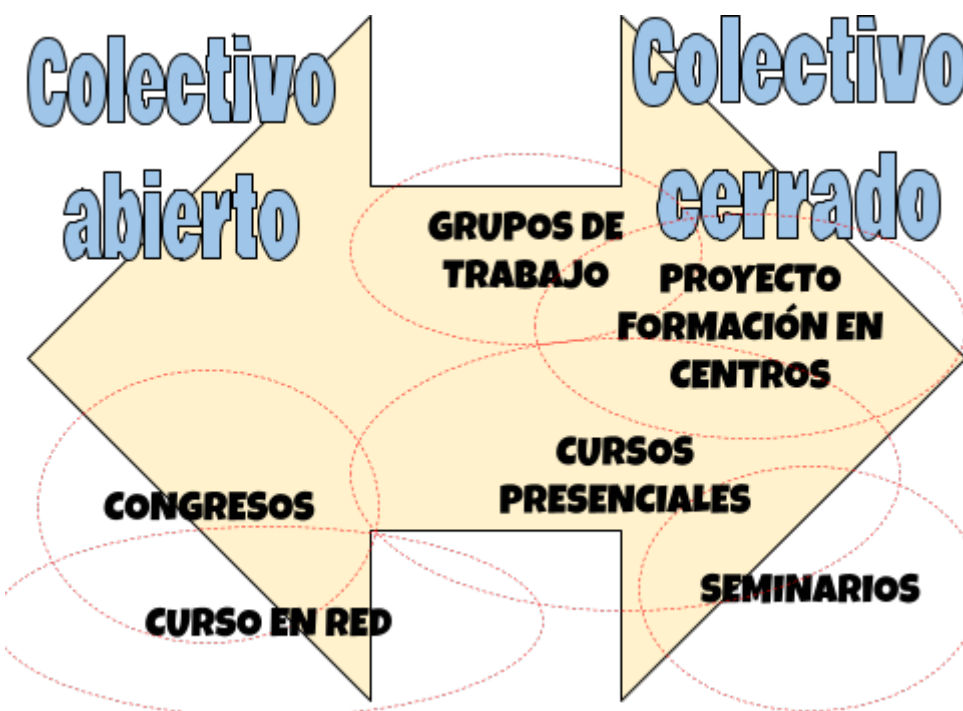 Colectivo
abierto
Colectivo
cerrado
GRUPOS DE
TRABAJO
PROYECTO
FORMACIÓN EN
CENTROS
CURSOS
PRESENCIALES
CONGRESOS
SEMINARIOS
CURSO EN RED